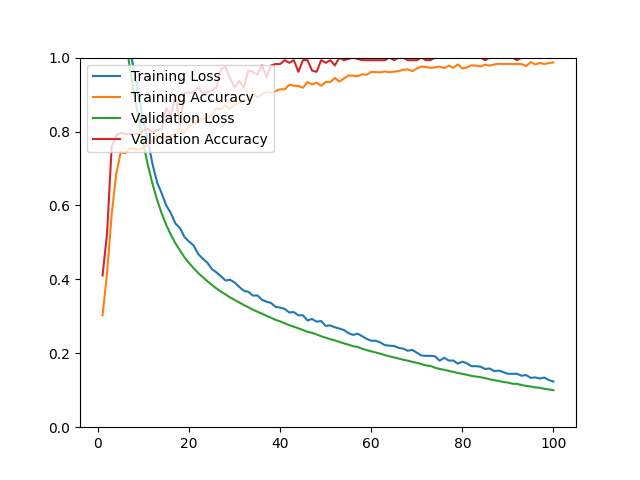 1.0
0.8
0.6
0.4
0.2
0.0
0 20 40 60 80 100
Training Loss
Training Accuracy
Validation Loss
Validation Accuracy